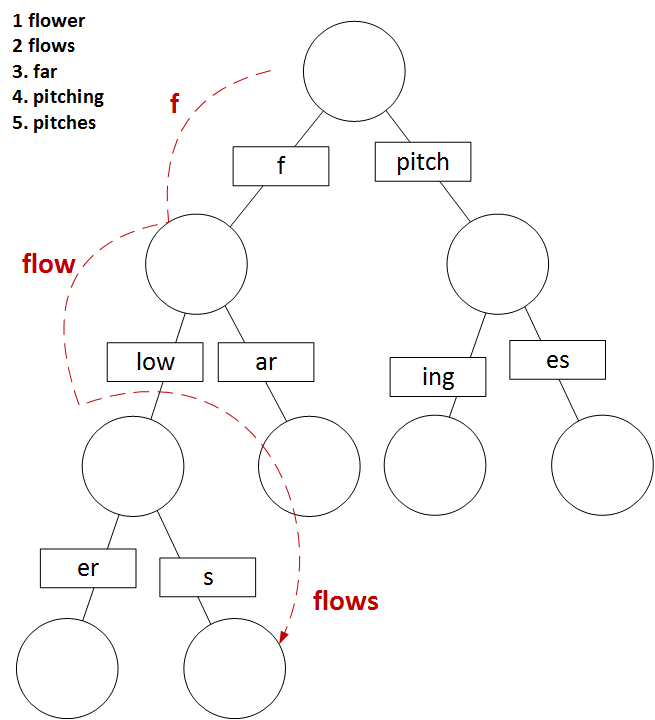 1 flower
2 flows
3. far
4. pitching
5. pitches
f
f
pitch
flow
low
ar
ing
es
er
s
flows